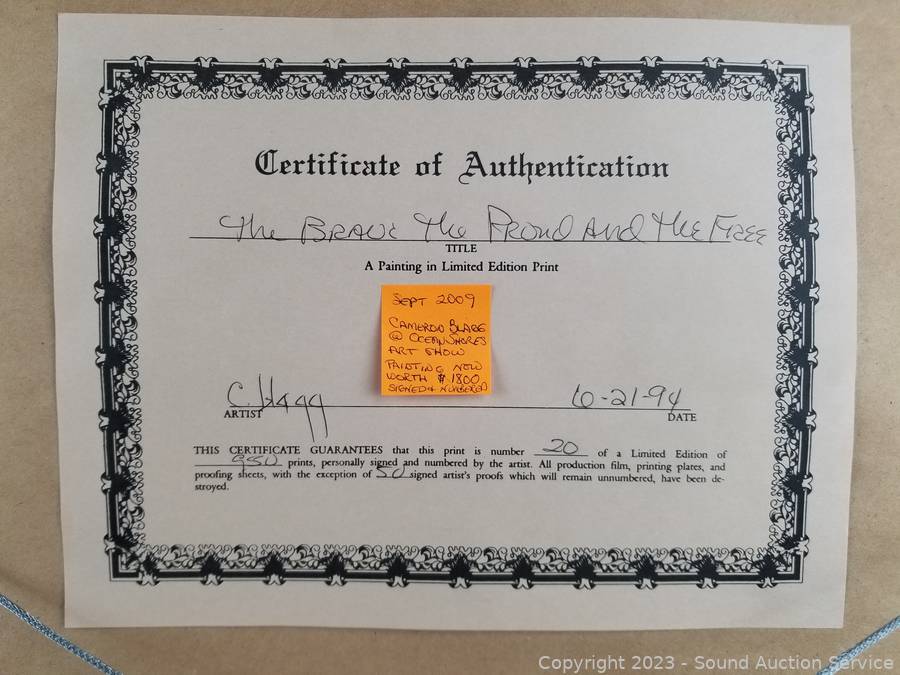 Certificate of Authentication
The Brave The Proud And The Free
TITLE
A Painting in Limited Edition Print
SEPT 2009
CAMERON BLAGG
@ OCEAN SHORES
ART SHOW
PAINTING NOW
WORTH $1800
SIGNED & NUMBERED
C. Hagg 6-21-94
ARTIST DATE
THIS CERTIFICATE GUARANTEES that this print is number 20 of a Limited Edition of
950 prints, personally signed and numbered by the artist. All production film, printing plates, and
proofing sheets, with the exception of 50 signed artist's proofs which will remain unnumbered, have been de-
stroyed.
Copyright 2023 - Sound Auction Service